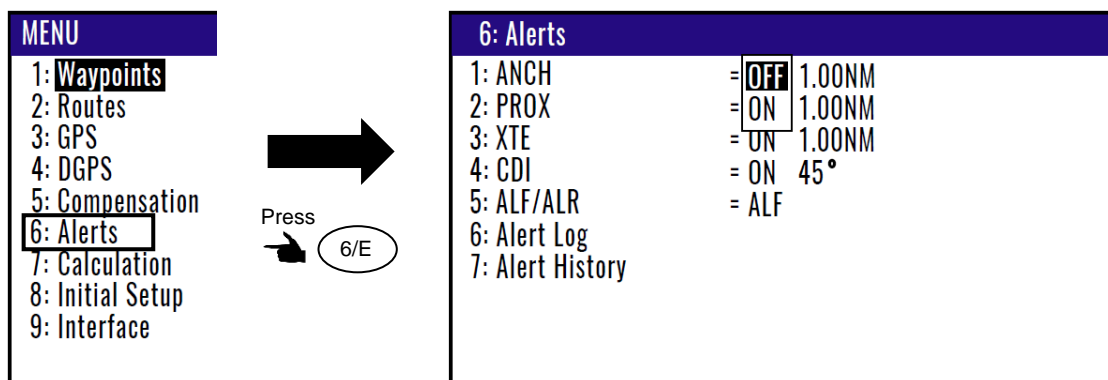 MENU
1: Waypoints
2: Routes
3: GPS
4: DGPS
5: Compensation
6: Alerts
7: Calculation
8: Initial Setup
9: Interface
Press
6/E
6: Alerts
1: ANCH = OFF 1.00NM
2: PROX = ON 1.00NM
3: XTE = ON 1.00NM
4: CDI = ON 45°
5: ALF/ALR = ALF
6: Alert Log
7: Alert History